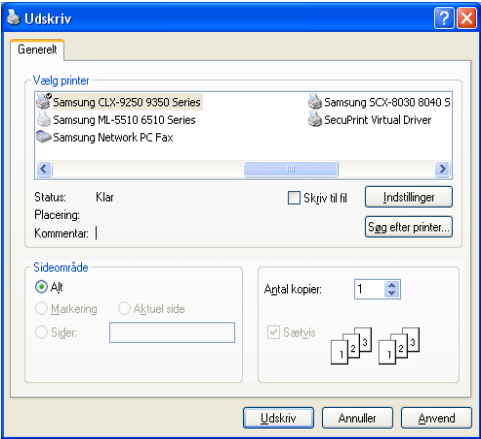 Udskriv
Generelt
Vælg printer
Samsung CLX-9250 9350 Series
Samsung SCX-8030 8040 S
Samsung ML-5510 6510 Series
SecuPrint Virtual Driver
Samsung Network PC Fax
Status: Klar
Skriv til fil
Indstillinger
Placering:
Kommentar:
Søg efter printer...
Sideområde
Alt
Antal kopier: 1
Markering
Aktuel side
Sider:
Sætvis
1 2 3 1 2 3
Udskriv
Annuller
Anvend